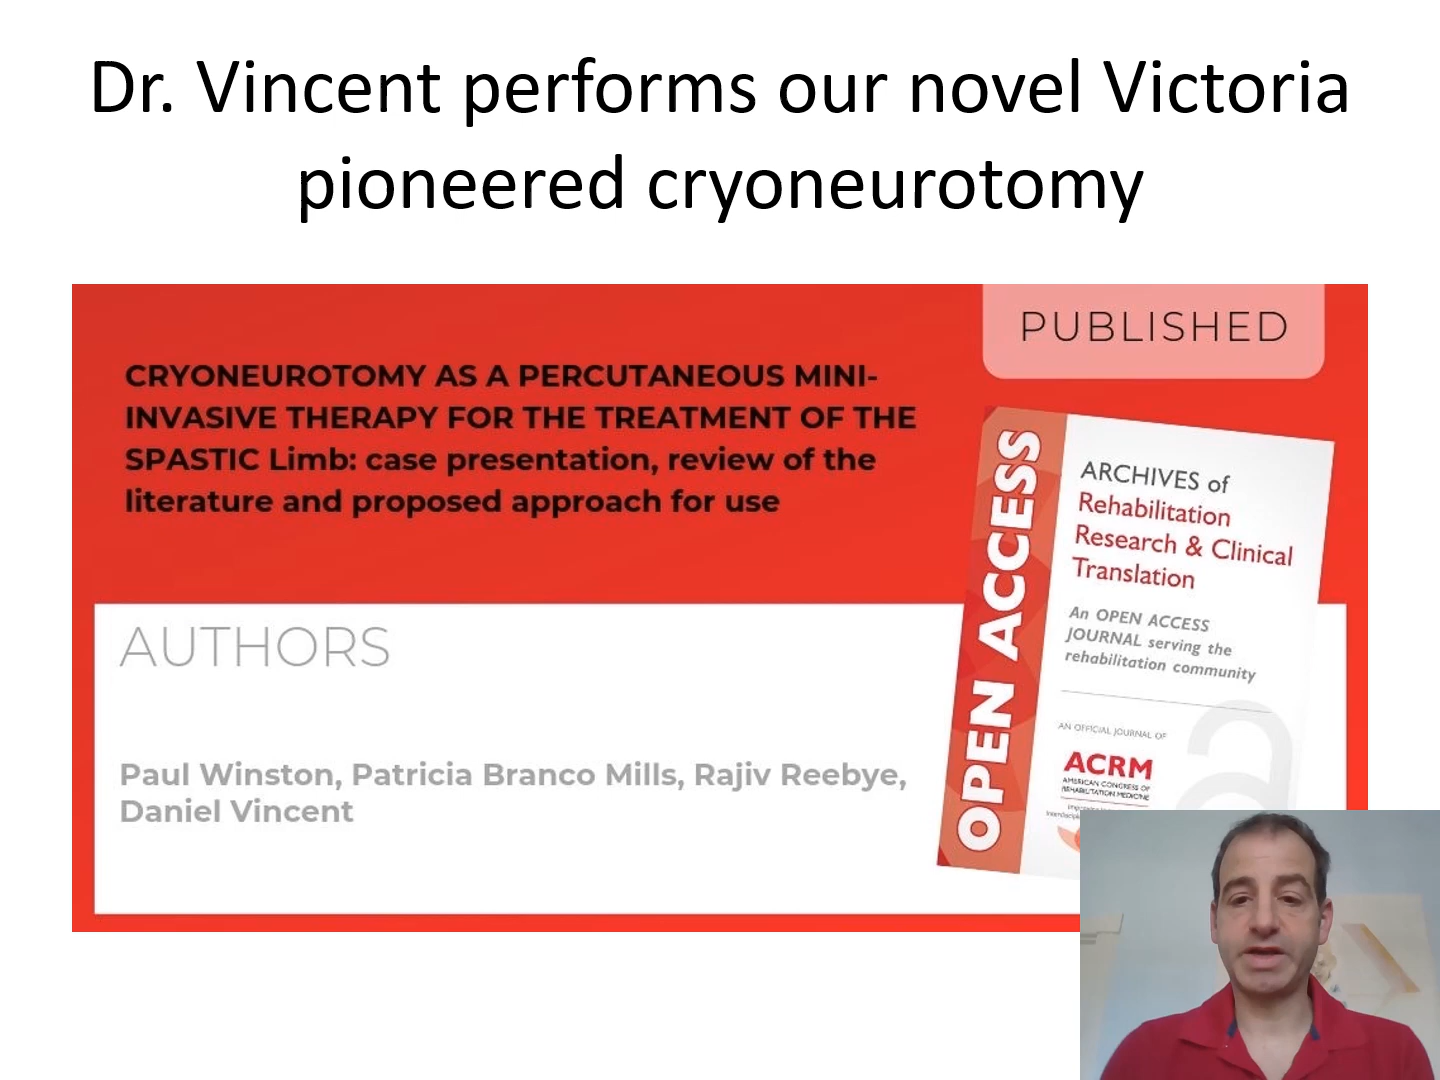 Dr. Vincent performs our novel Victoria
pioneered cryoneurotomy
PUBLISHED
CRYONEUROTOMY AS A PERCUTANEOUS MINI-
INVASIVE THERAPY FOR THE TREATMENT OF THE
SPASTIC Limb: case presentation, review of the
literature and proposed approach for use
AUTHORS
Paul Winston, Patricia Branco Mills, Rajiv Reebye,
Daniel Vincent
OPEN ACCESS
ARCHIVES of
Rehabilitation
Research & Clinical
Translation
An OPEN ACCESS
JOURNAL serving the
rehabilitation community
AN OFFICIAL JOURNAL OF
ACRM
AMERICAN CONGRESS OF
REHABILITATION MEDICINE